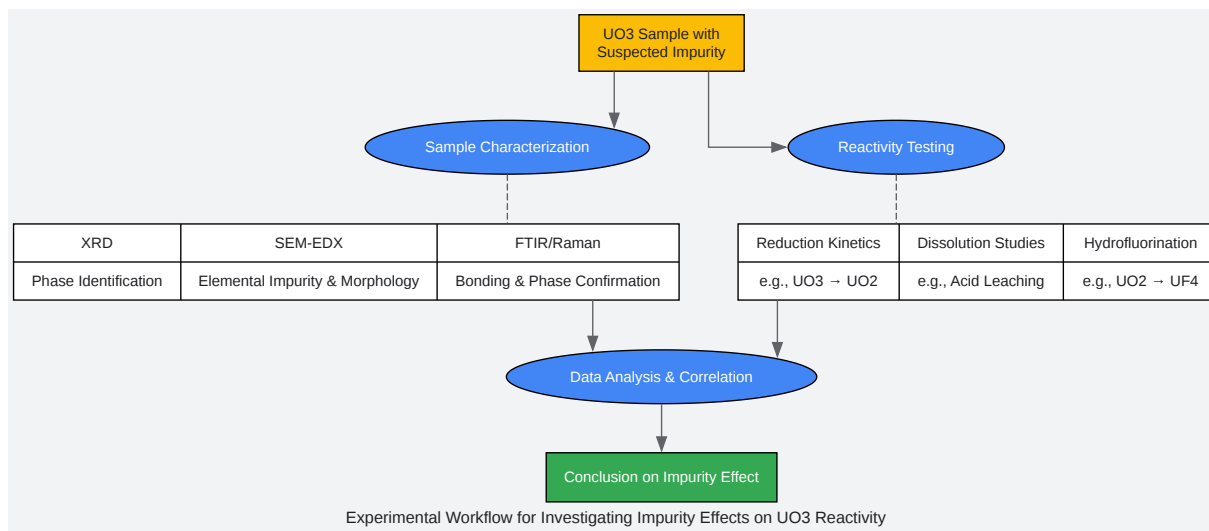 UO3 Sample with
Suspected Impurity
Sample Characterization
Reactivity Testing
XRD
SEM-EDX
FTIR/Raman
Phase Identification
Elemental Impurity & Morphology
Bonding & Phase Confirmation
Reduction Kinetics
Dissolution Studies
Hydrofluorination
e.g., UO3 → UO2
e.g., Acid Leaching
e.g., UO2 → UF4
Data Analysis & Correlation
Conclusion on Impurity Effect
Experimental Workflow for Investigating Impurity Effects on UO3 Reactivity